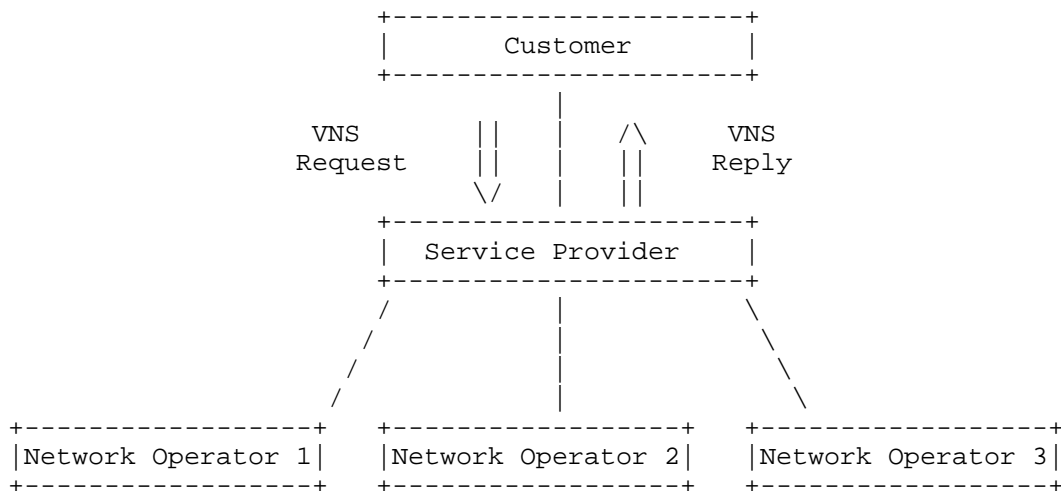 Customer
VNS VNS
Request Reply
Service Provider
Network Operator 1 Network Operator 2 Network Operator 3